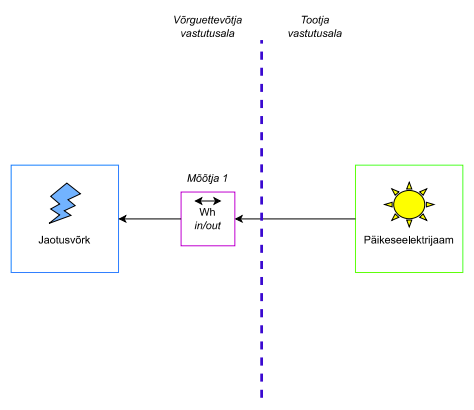 Võrguettevõtja
vastutusala
Tootja
vastutusala
Mõõtja 1
Wh
in/out
Jaotusvõrk
Päikeseelektrijaam